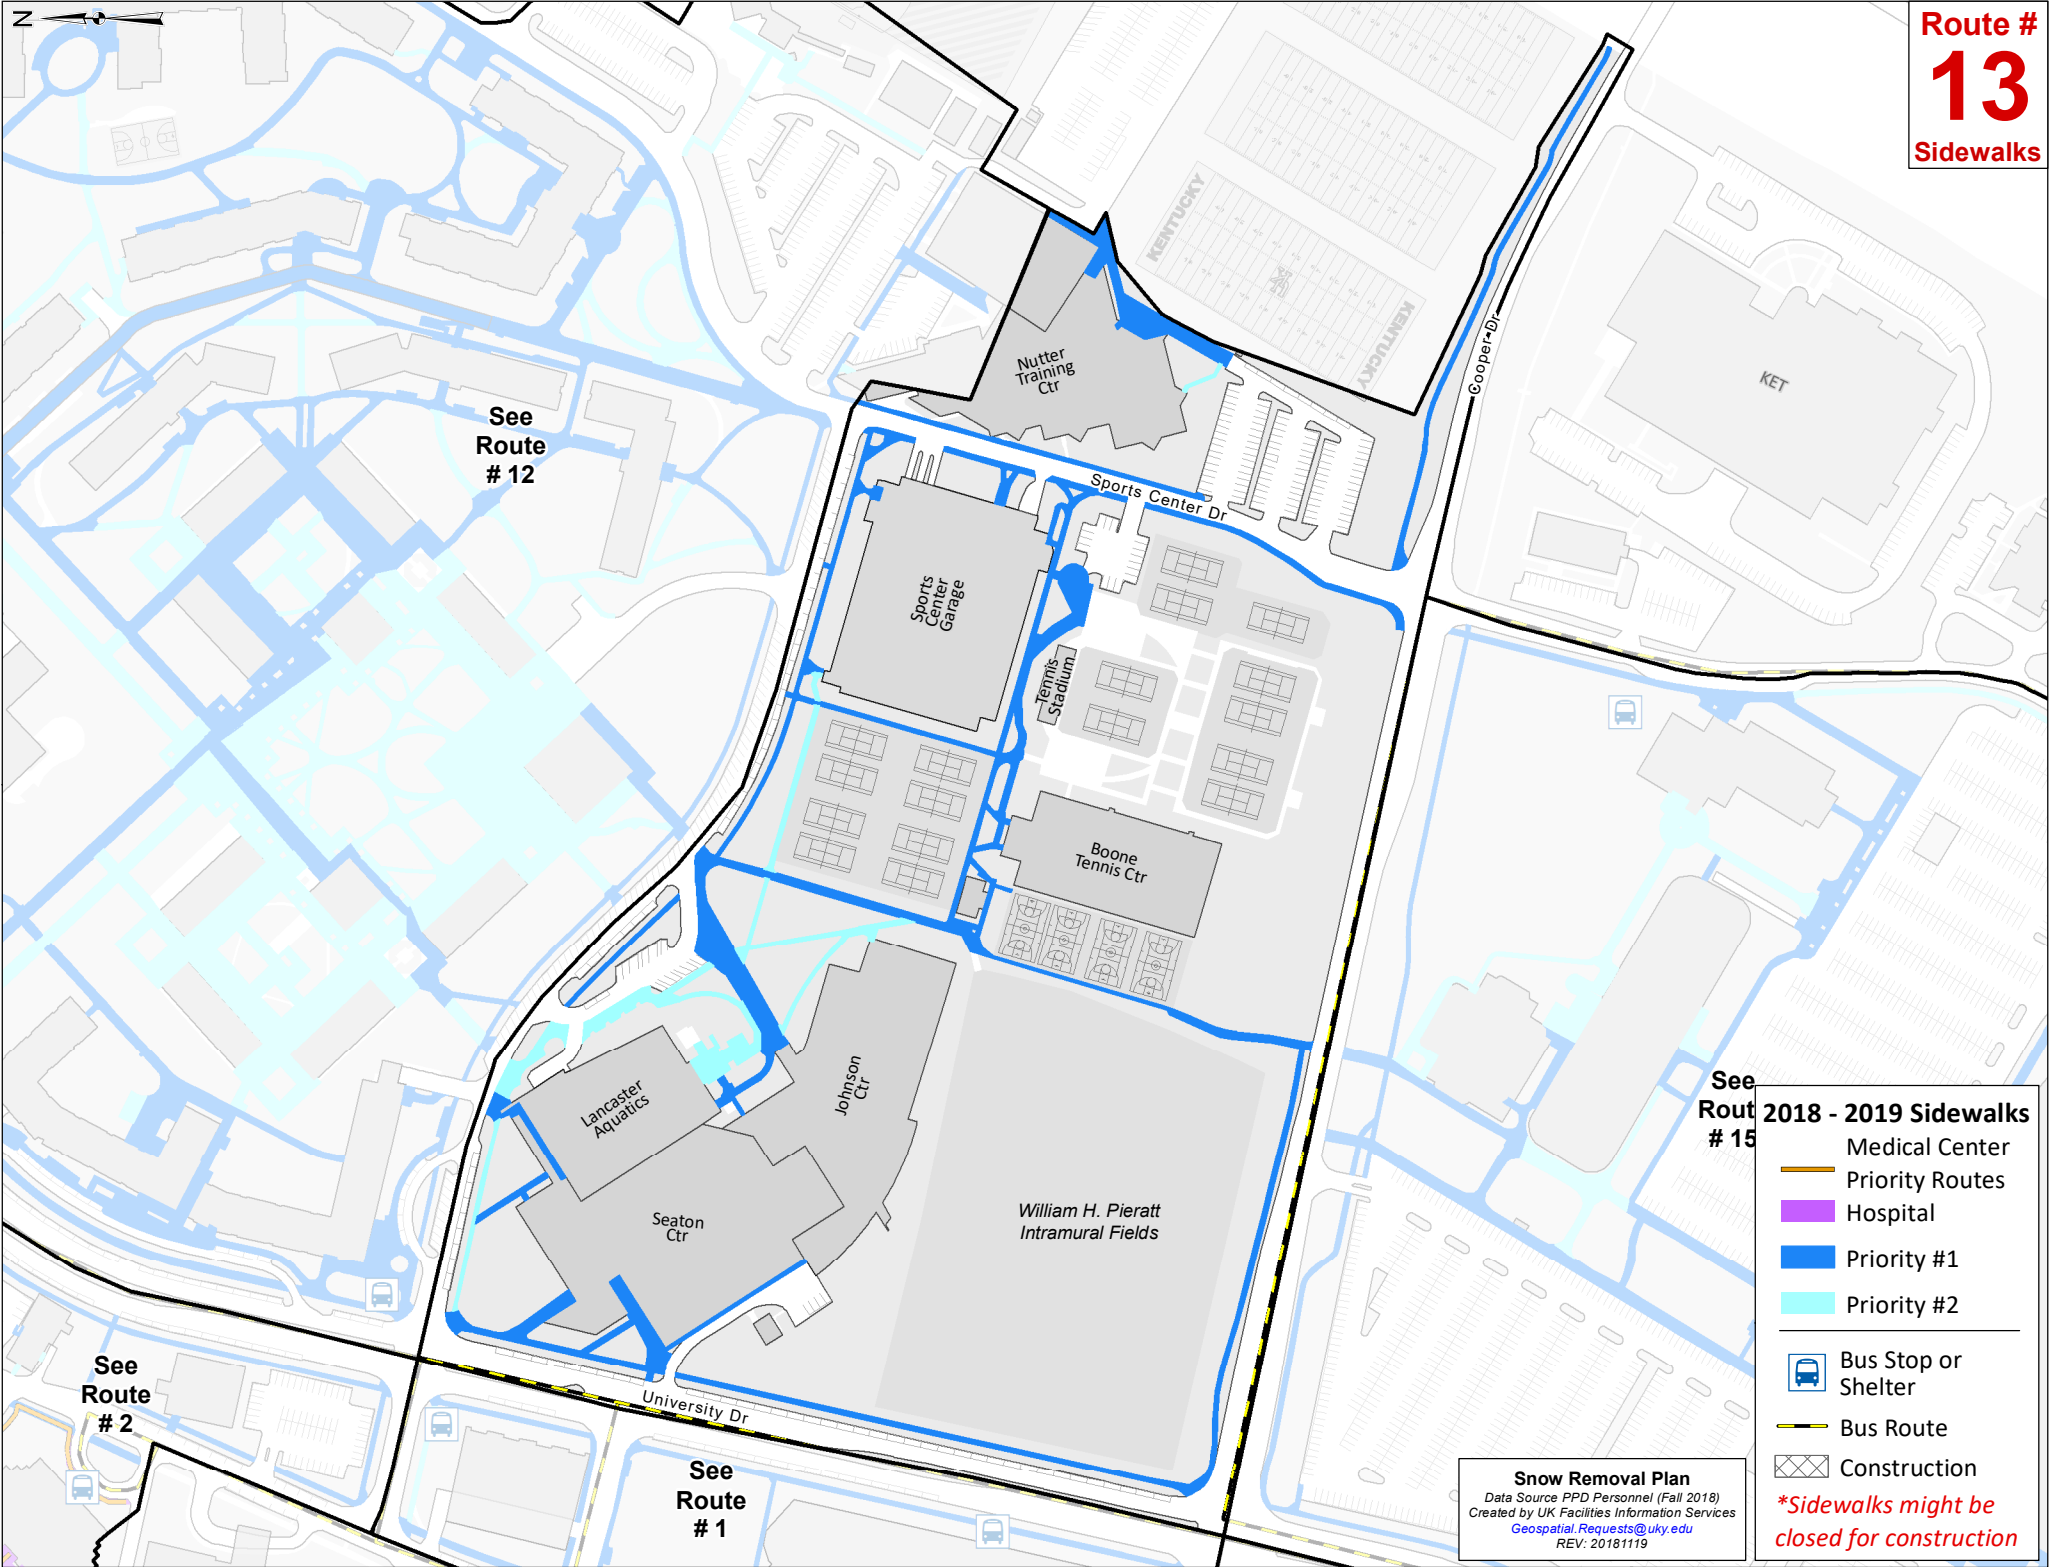 N
Route #
13
Sidewalks
KENTUCKY
KENTUCKY
Cooper Dr
KET
Nutter
Training
Ctr
See
Route
# 12
Sports Center Dr
Sports
Center
Garage
Tennis
Stadium
Boone
Tennis Ctr
Johnson
Ctr
Lancaster
Aquatics
Seaton
Ctr
William H. Pieratt
Intramural Fields
University Dr
See
Route
# 2
See
Route
# 1
See
Rout
# 15
2018 - 2019 Sidewalks
Medical Center
Priority Routes
Hospital
Priority #1
Priority #2
Bus Stop or
Shelter
Bus Route
Construction
*Sidewalks might be
closed for construction
Snow Removal Plan
Data Source PPD Personnel (Fall 2018)
Created by UK Facilities Information Services
Geospatial.Requests@uky.edu
REV: 20181119